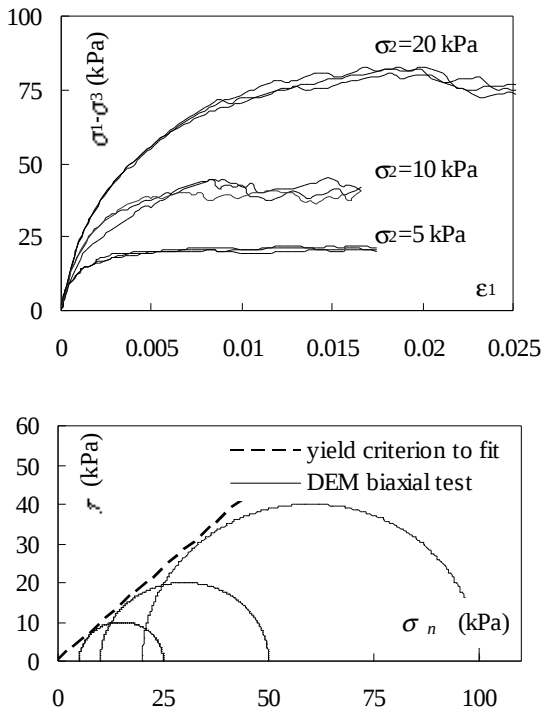 100
75
50
25
0
σ1-σ3 (kPa)
σ2=20 kPa
σ2=10 kPa
σ2=5 kPa
ε1
0 0.005 0.01 0.015 0.02 0.025
60
50
40
30
20
10
0
τ (kPa)
yield criterion to fit
DEM biaxial test
σ n (kPa)
0 25 50 75 100